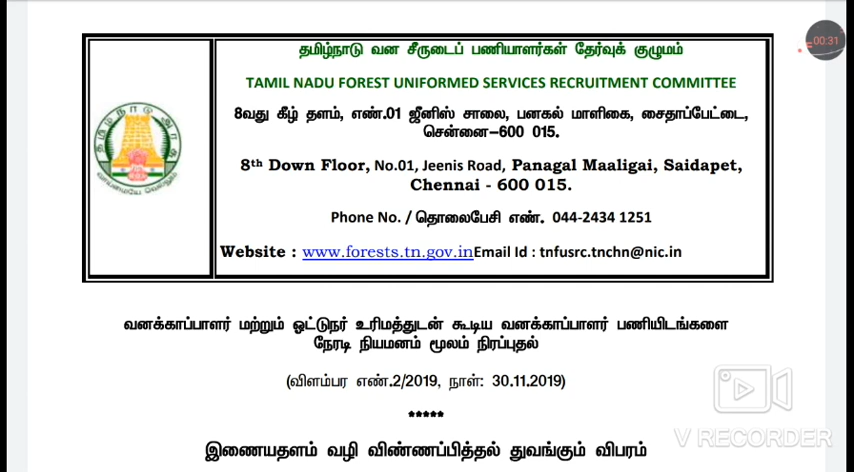 00:31
தமிழ்நாடு வன சீருடைப் பணியாளர்கள் தேர்வுக் குழுமம்
TAMIL NADU FOREST UNIFORMED SERVICES RECRUITMENT COMMITTEE
8வது கீழ் தளம், எண்.01 ஜீனிஸ் சாலை, பனகல் மாளிகை, சைதாப்பேட்டை,
சென்னை-600 015.
8th Down Floor, No.01, Jeenis Road, Panagal Maaligai, Saidapet,
Chennai - 600 015.
Phone No. / தொலைபேசி எண். 044-2434 1251
Website : www.forests.tn.gov.inEmail Id : tnfusrc.tnchn@nic.in
வனக்காப்பாளர் மற்றும் ஓட்டுநர் உரிமத்துடன் கூடிய வனக்காப்பாளர் பணியிடங்களை
நேரடி நியமனம் மூலம் நிரப்புதல்
(விளம்பர எண்.2/2019, நாள்: 30.11.2019)
*****
இணையதளம் வழி விண்ணப்பித்தல் துவங்கும் விபரம்
V RECORDER